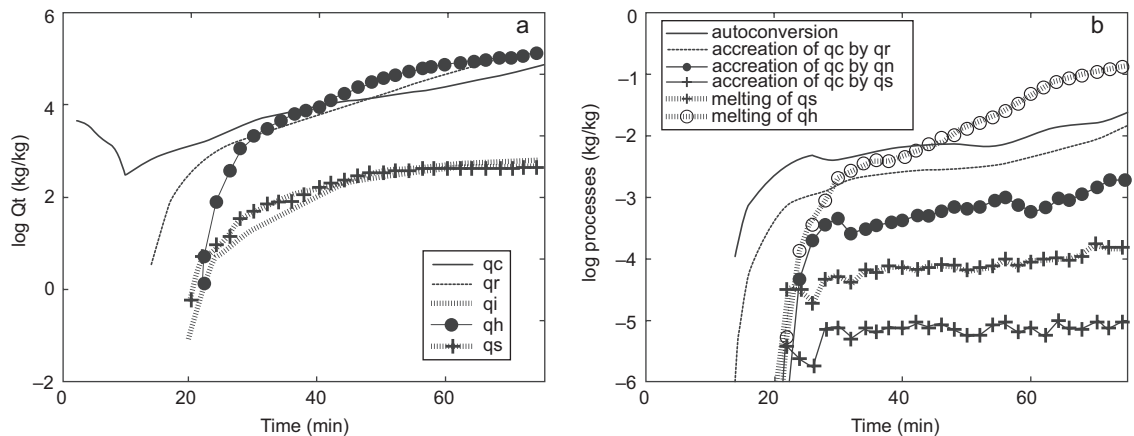 6
4
2
0
–2
log Qt (kg/kg)
a
qc
qr
qi
qh
qs
0
20
40
60
Time (min)
–0
–1
–2
–3
–4
–5
–6
log processes (kg/kg)
b
autoconversion
accreation of qc by qr
accreation of qc by qn
accreation of qc by qs
melting of qs
melting of qh
0
20
40
60
Time (min)